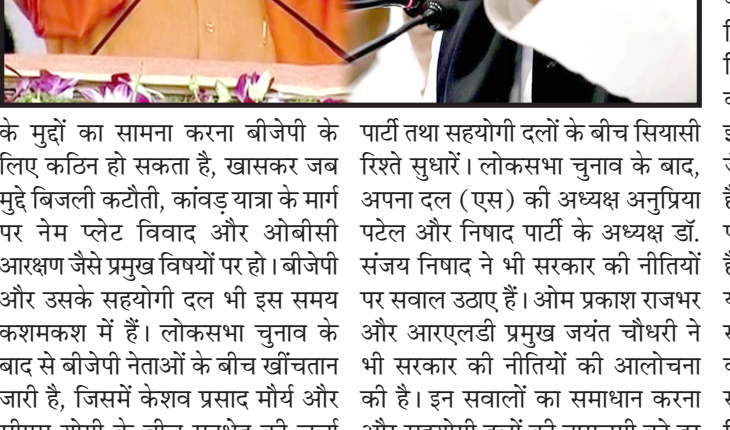 के मुद्दों का सामना करना बीजेपी के
लिए कठिन हो सकता है, खासकर जब
मुद्दे बिजली कटौती, कांवड़ यात्रा के मार्ग
पर नेम प्लेट विवाद और ओबीसी
आरक्षण जैसे प्रमुख विषयों पर हो। बीजेपी
और उसके सहयोगी दल भी इस समय
कशमकश में हैं। लोकसभा चुनाव के
बाद से बीजेपी नेताओं के बीच खींचतान
जारी है, जिसमें केशव प्रसाद मौर्य और
पार्टी तथा सहयोगी दलों के बीच सियासी
रिश्ते सुधारें। लोकसभा चुनाव के बाद,
अपना दल (एस) की अध्यक्ष अनुप्रिया
पटेल और निषाद पार्टी के अध्यक्ष डॉ.
संजय निषाद ने भी सरकार की नीतियों
पर सवाल उठाए हैं। ओम प्रकाश राजभर
और आरएलडी प्रमुख जयंत चौधरी ने
भी सरकार की नीतियों की आलोचना
की है। इन सवालों का समाधान करना